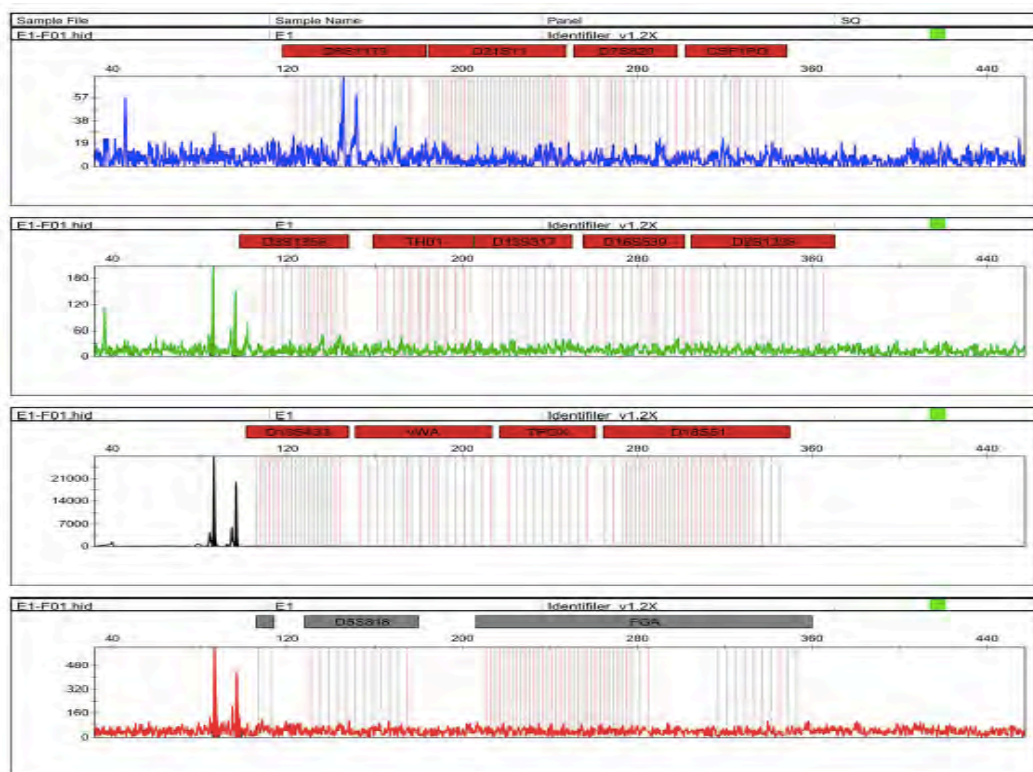 Sample File Sample Name Panel SQ
E1-F01.hid E1 Identifiler_v1.2X
D8S1179 D21S11 D7S820 CSF1PO
40 120 200 280 360 440
57
38
19
0
E1-F01.hid E1 Identifiler_v1.2X
D3S1358 TH01 D13S317 D16S539 D2S1338
40 120 200 280 360 440
180
120
60
0
E1-F01.hid E1 Identifiler_v1.2X
D19S433 vWA TPOX D18S51
40 120 200 280 360 440
21000
14000
7000
0
E1-F01.hid E1 Identifiler_v1.2X
D5S818 FGA
40 120 200 280 360 440
480
320
160
0